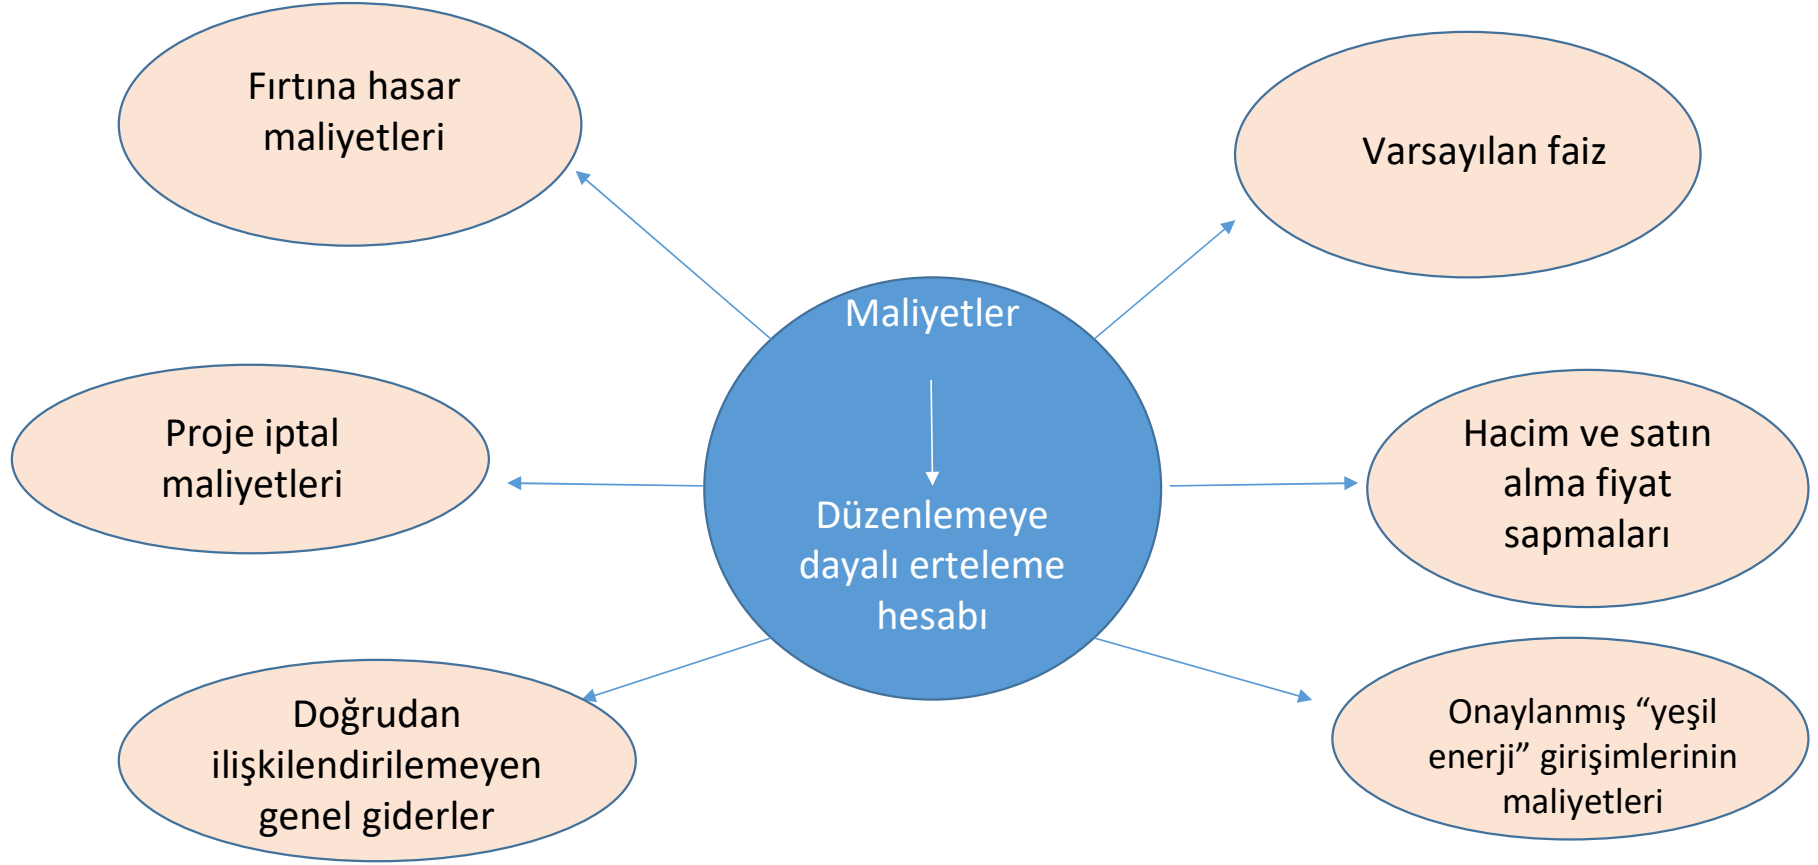 Fırtına hasar
maliyetleri
Varsayılan faiz
Maliyetler
Düzenlemeye
dayalı erteleme
hesabı
Proje iptal
maliyetleri
Hacim ve satın
alma fiyat
sapmaları
Doğrudan
ilişkilendirilemeyen
genel giderler
Onaylanmış “yeşil
enerji” girişimlerinin
maliyetleri